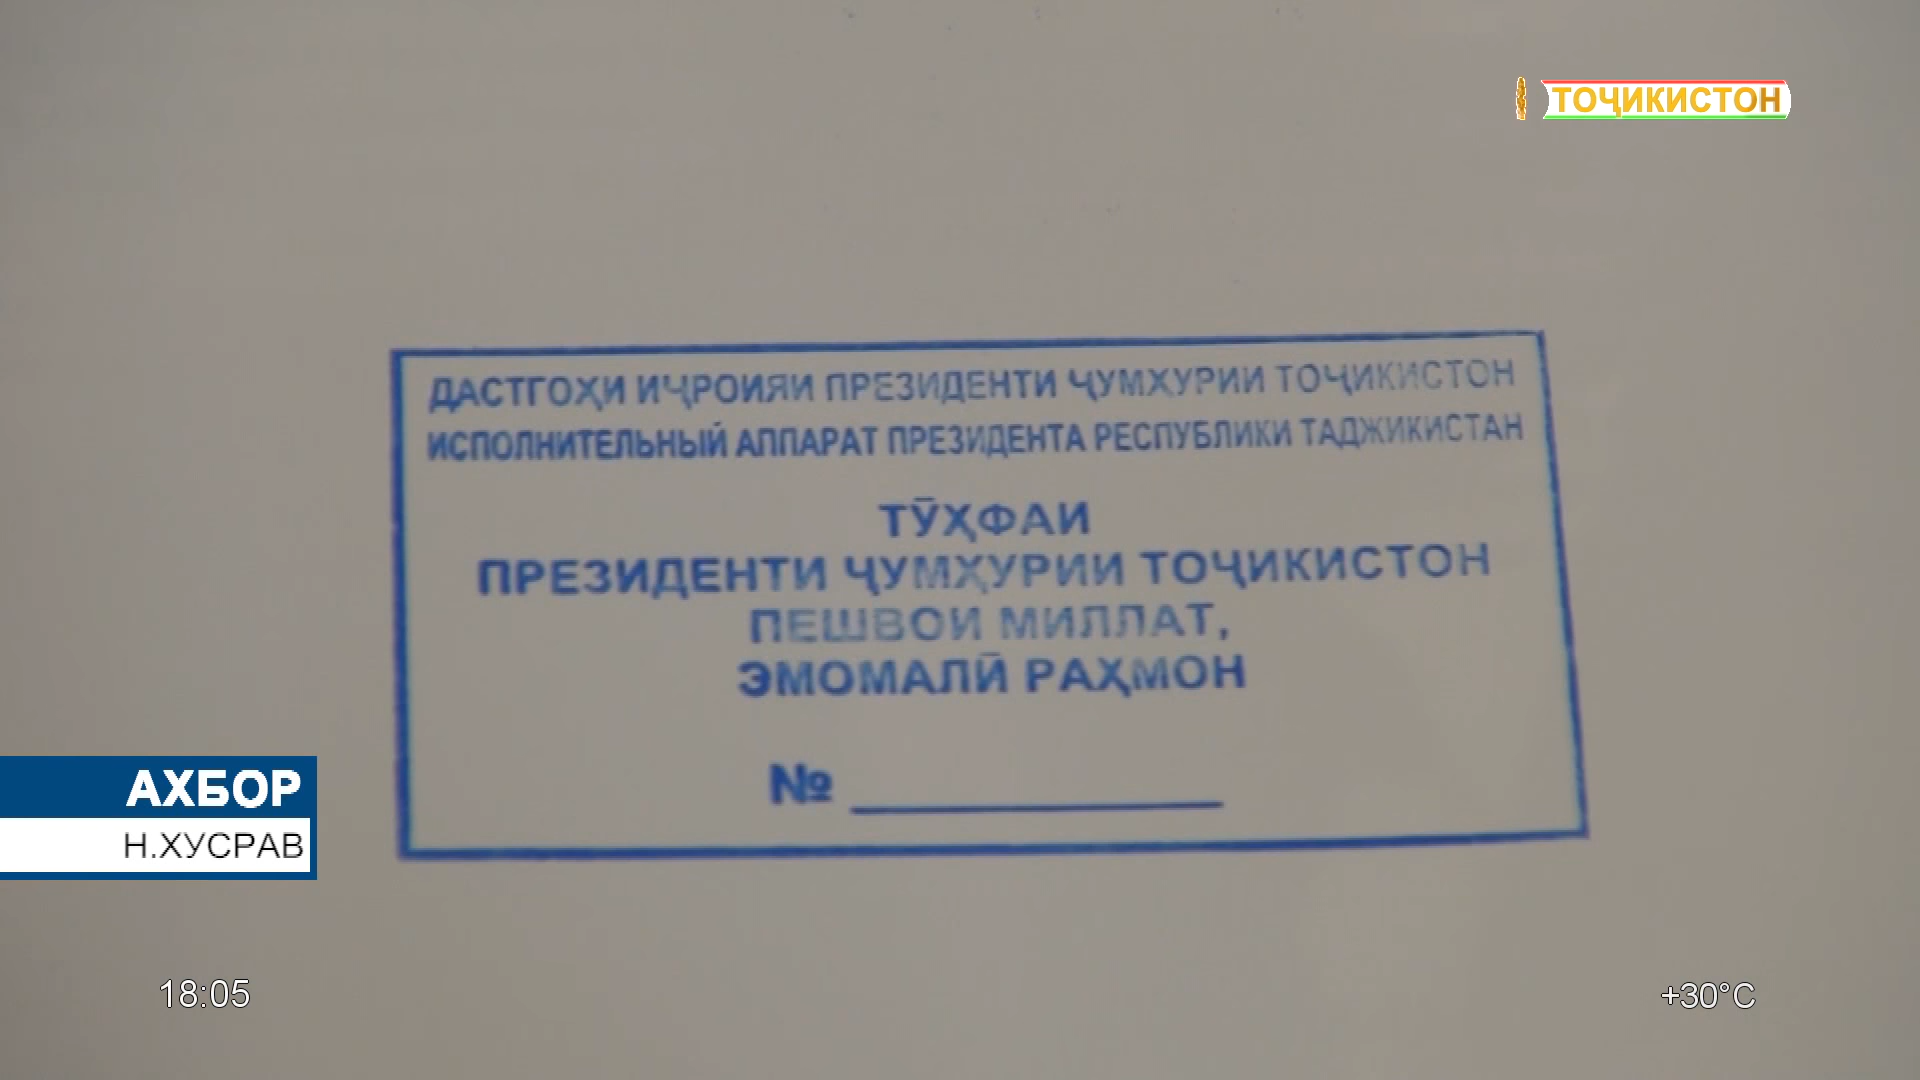 ТОҶИКИСТОН
ДАСТГОҲИ ИҶРОИЯИ ПРЕЗИДЕНТИ ҶУМҲУРИИ ТОҶИКИСТОН
ИСПОЛНИТЕЛЬНЫЙ АППАРАТ ПРЕЗИДЕНТА РЕСПУБЛИКИ ТАДЖИКИСТАН
ТӮҲФАИ
ПРЕЗИДЕНТИ ҶУМҲУРИИ ТОҶИКИСТОН
ПЕШВОИ МИЛЛАТ,
ЭМОМАЛӢ РАҲМОН
№ ____________
АХБОР
Н.ХУСРАВ
18:05
+30°C